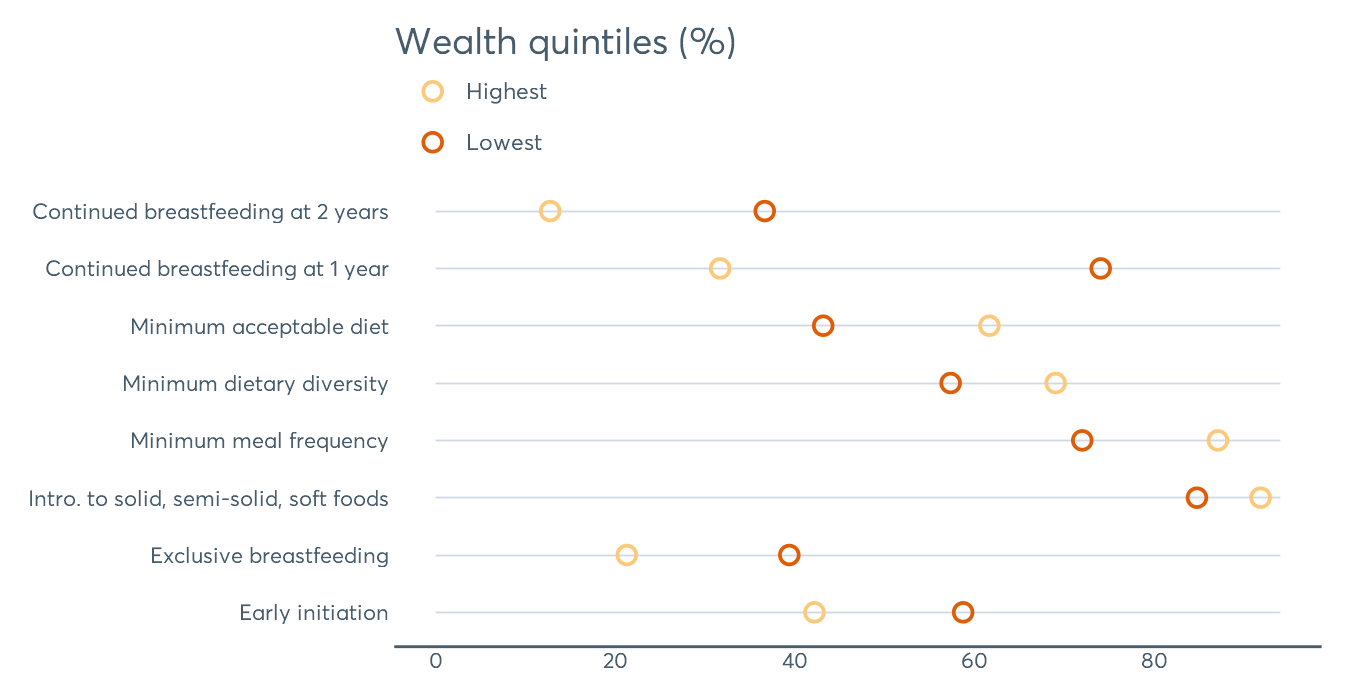 Wealth quintiles (%)
Highest
Lowest
Continued breastfeeding at 2 years
Continued breastfeeding at 1 year
Minimum acceptable diet
Minimum dietary diversity
Minimum meal frequency
Intro. to solid, semi-solid, soft foods
Exclusive breastfeeding
Early initiation
0 20 40 60 80